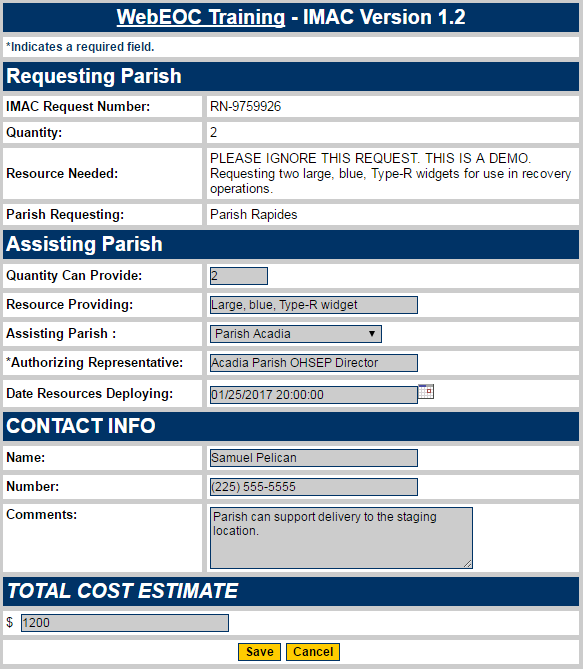 WebEOC Training - IMAC Version 1.2
*Indicates a required field.
Requesting Parish
IMAC Request Number: RN-9759926
Quantity: 2
Resource Needed: PLEASE IGNORE THIS REQUEST. THIS IS A DEMO.
Requesting two large, blue, Type-R widgets for use in recovery
operations.
Parish Requesting: Parish Rapides
Assisting Parish
Quantity Can Provide: 2
Resource Providing: Large, blue, Type-R widget
Assisting Parish : Parish Acadia
*Authorizing Representative: Acadia Parish OHSEP Director
Date Resources Deploying: 01/25/2017 20:00:00
CONTACT INFO
Name: Samuel Pelican
Number: (225) 555-5555
Comments: Parish can support delivery to the staging
location.
TOTAL COST ESTIMATE
$ 1200
Save Cancel